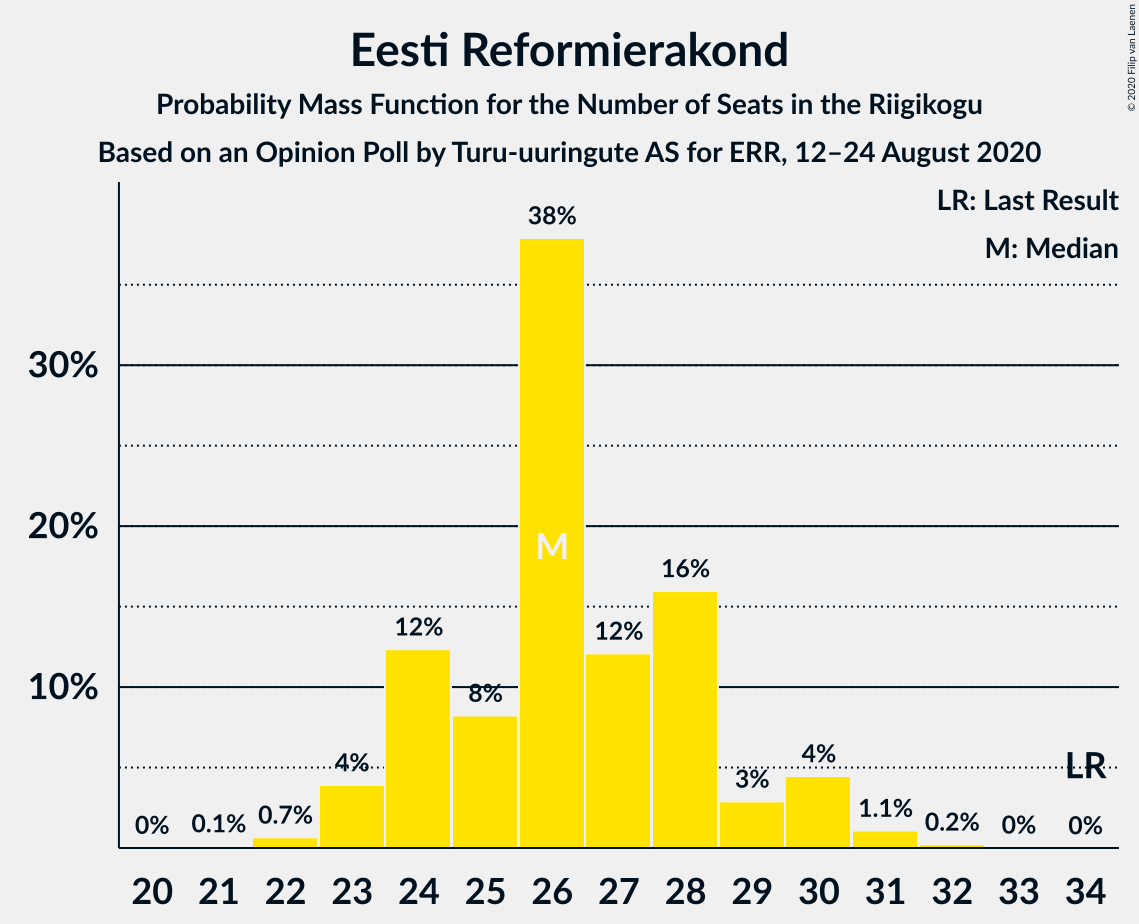 Eesti Reformierakond
Probability Mass Function for the Number of Seats in the Riigikogu
Based on an Opinion Poll by Turu-uuringute AS for ERR, 12–24 August 2020
© 2020 Filip van Laenen
LR: Last Result
M: Median
38%
30%
M
20%
16%
12%
12%
10%
8%
4%
4%
LR
3%
0%
0.1%
0.7%
1.1%
0.2%
0%
0%
20 21 22 23 24 25 26 27 28 29 30 31 32 33 34